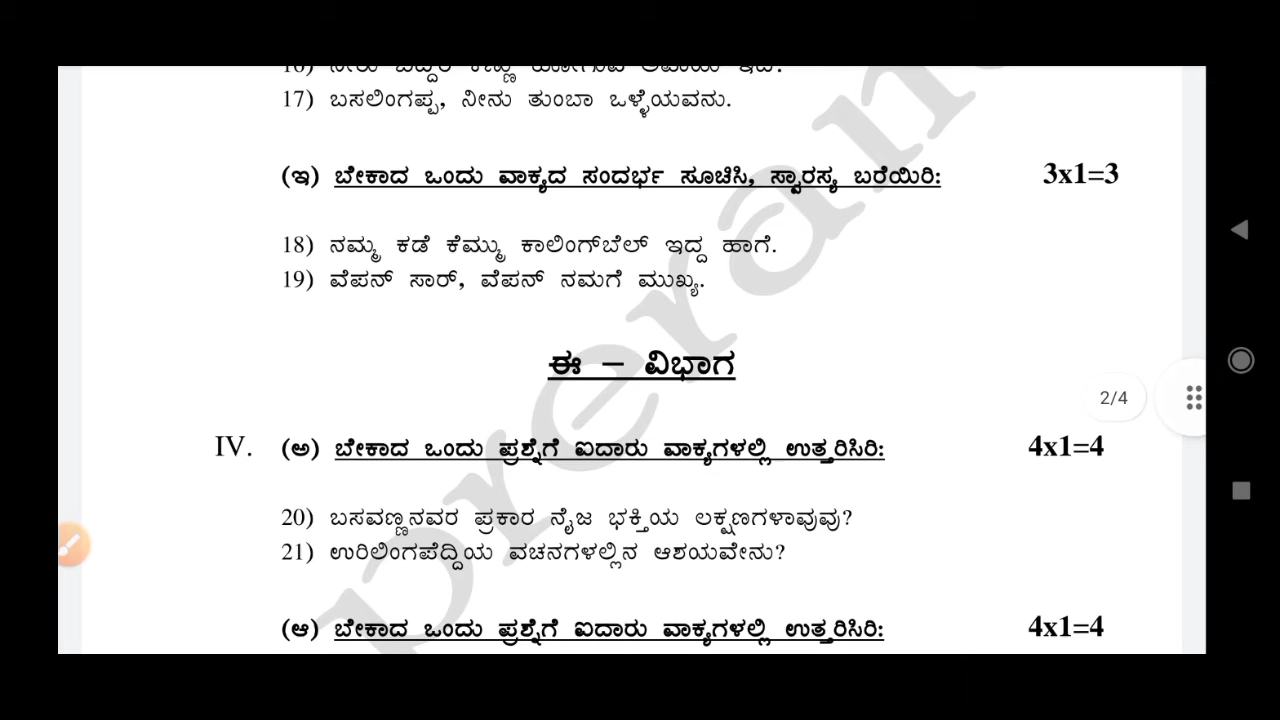 17) ಬಸಲಿಂಗಪ್ಪ, ನೀನು ತುಂಬಾ ಒಳ್ಳೆಯವನು.
(ಇ) ಬೇಕಾದ ಒಂದು ವಾಕ್ಯದ ಸಂದರ್ಭ ಸೂಚಿಸಿ, ಸ್ವಾರಸ್ಯ ಬರೆಯಿರಿ: 3x1=3
18) ನಮ್ಮ ಕಡೆ ಕೆಮ್ಮು ಕಾಲಿಂಗ್‌ಬೆಲ್ ಇದ್ದ ಹಾಗೆ.
19) ವೆಪನ್ ಸಾರ್, ವೆಪನ್ ನಮಗೆ ಮುಖ್ಯ.
ಈ – ವಿಭಾಗ
2/4
IV. (ಅ) ಬೇಕಾದ ಒಂದು ಪ್ರಶ್ನೆಗೆ ಐದಾರು ವಾಕ್ಯಗಳಲ್ಲಿ ಉತ್ತರಿಸಿರಿ: 4x1=4
20) ಬಸವಣ್ಣನವರ ಪ್ರಕಾರ ನೈಜ ಭಕ್ತಿಯ ಲಕ್ಷಣಗಳಾವುವು?
21) ಉರಿಲಿಂಗಪೆದ್ದಿಯ ವಚನಗಳಲ್ಲಿನ ಆಶಯವೇನು?
(ಆ) ಬೇಕಾದ ಒಂದು ಪ್ರಶ್ನೆಗೆ ಐದಾರು ವಾಕ್ಯಗಳಲ್ಲಿ ಉತ್ತರಿಸಿರಿ: 4x1=4